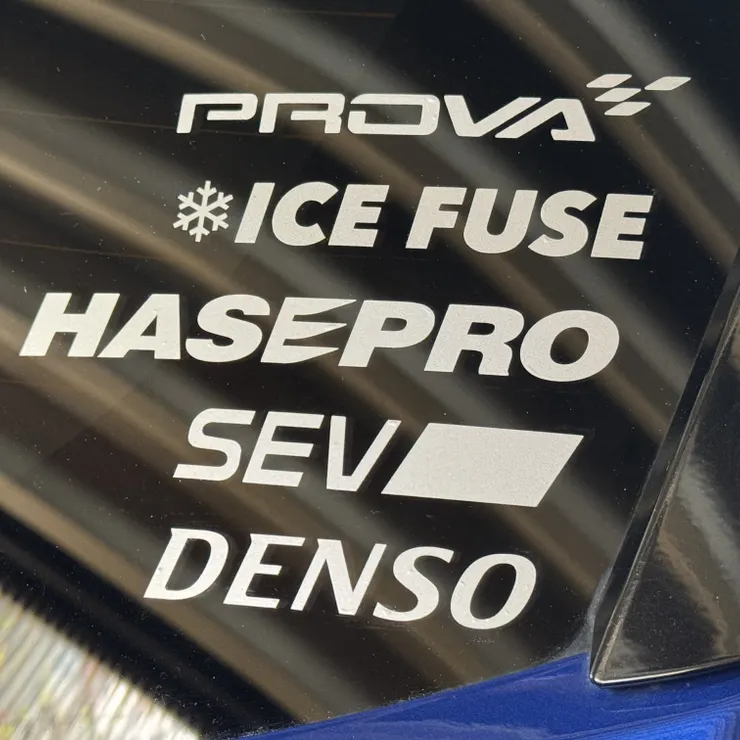 PROVA
ICE FUSE
HASEPRO
SEV
DENSO